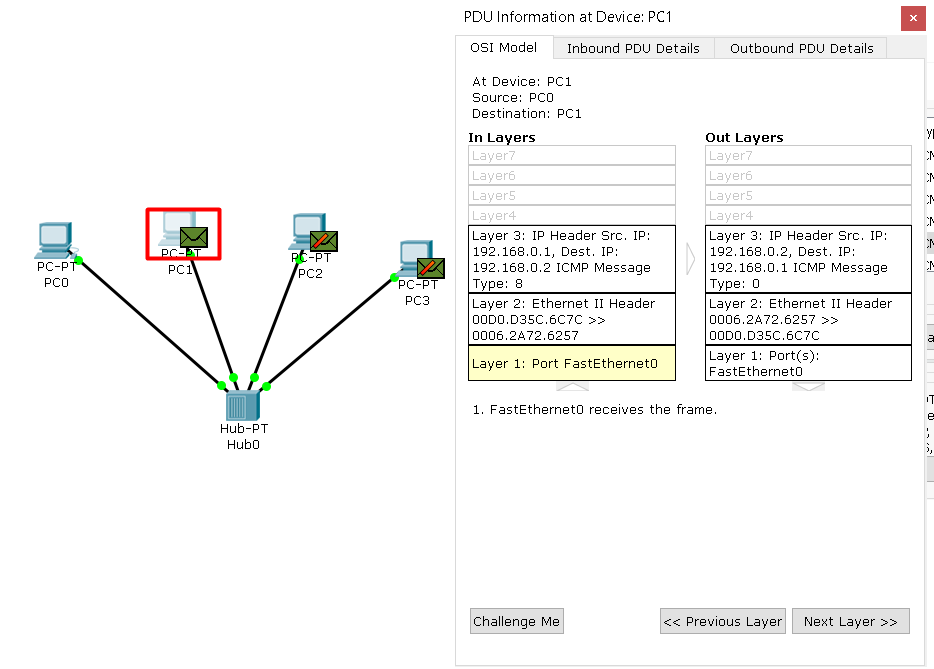 PDU Information at Device: PC1
OSI Model
Inbound PDU Details
Outbound PDU Details
At Device: PC1
Source: PC0
Destination: PC1
In Layers
Layer7
Layer6
Layer5
Layer4
Layer 3: IP Header Src. IP:
192.168.0.1, Dest. IP:
192.168.0.2 ICMP Message
Type: 8
Layer 2: Ethernet II Header
00D0.D35C.6C7C >>
0006.2A72.6257
Layer 1: Port FastEthernet0
Out Layers
Layer7
Layer6
Layer5
Layer4
Layer 3: IP Header Src. IP:
192.168.0.2, Dest. IP:
192.168.0.1 ICMP Message
Type: 0
Layer 2: Ethernet II Header
0006.2A72.6257 >>
00D0.D35C.6C7C
Layer 1: Port(s):
FastEthernet0
1. FastEthernet0 receives the frame.
Challenge Me
<< Previous Layer
Next Layer >>
PC-PT
PC0
PC-PT
PC1
PC-PT
PC2
PC-PT
PC3
Hub-PT
Hub0